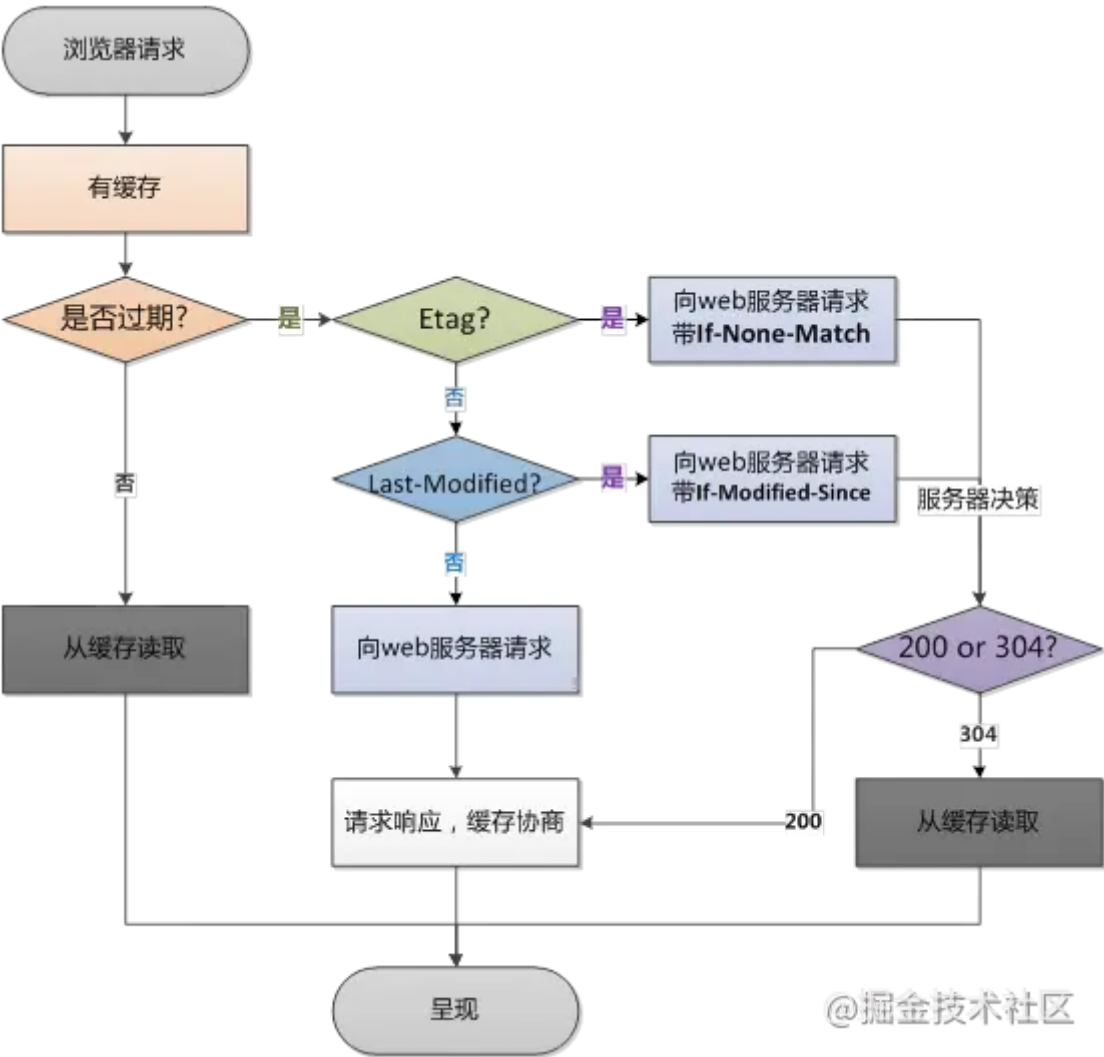 浏览器请求
有缓存
是否过期?
是
Etag?
是
向web服务器请求
带If-None-Match
否
否
Last-Modified?
是
向web服务器请求
带If-Modified-Since
服务器决策
否
从缓存读取
向web服务器请求
200 or 304?
304
请求响应，缓存协商
200
从缓存读取
呈现
@掘金技术社区